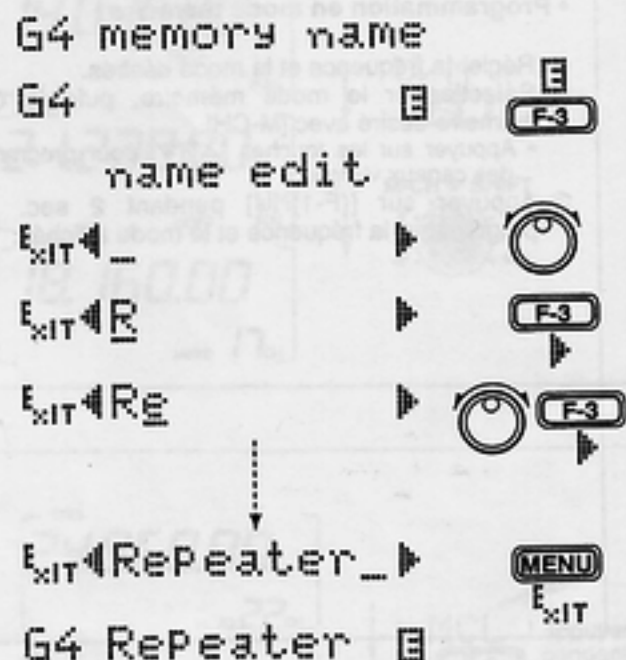 G4 memory name
E
G4 E F-3
name edit
ExIT _
ExIT R F-3
ExIT Re F-3
ExIT RePeater_ MENU
ExIT
G4 RePeater E